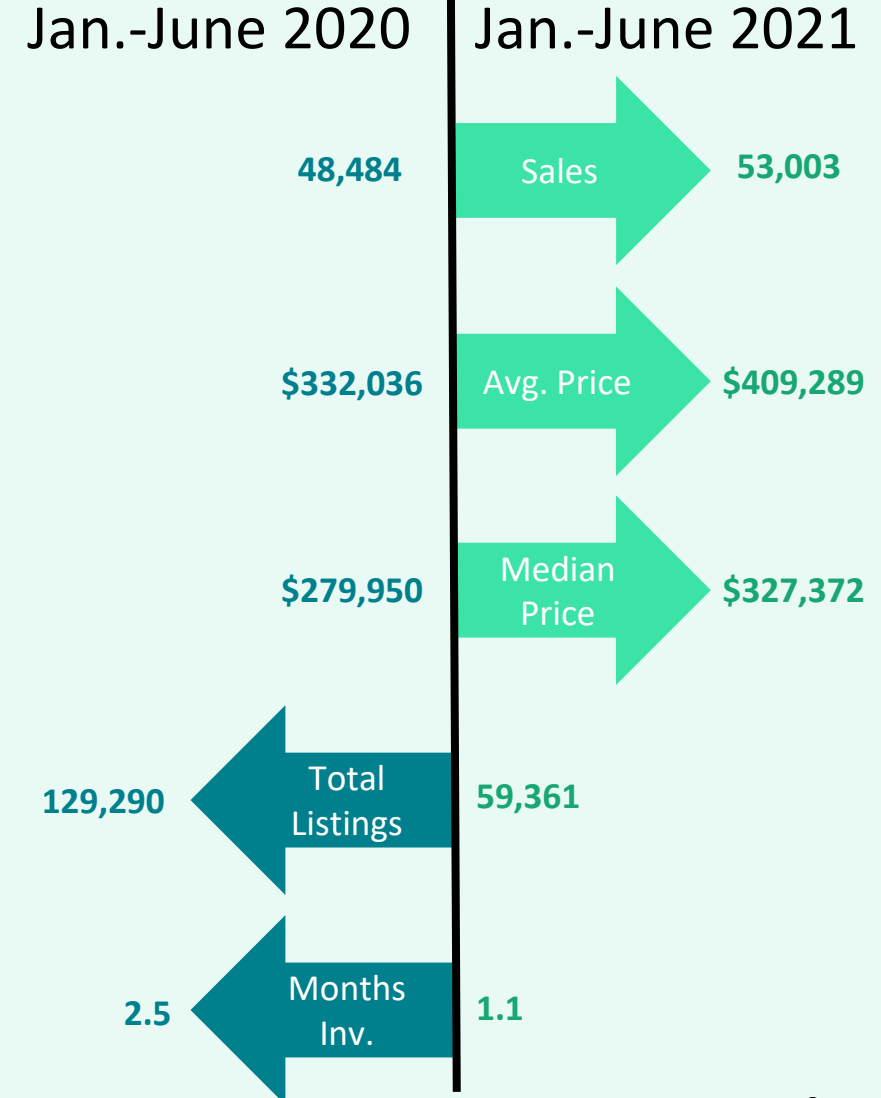 Jan.-June 2020
Jan.-June 2021
48,484
Sales
53,003
$332,036
Avg. Price
$409,289
$279,950
Median
Price
$327,372
129,290
Total
Listings
59,361
2.5
Months
Inv.
1.1